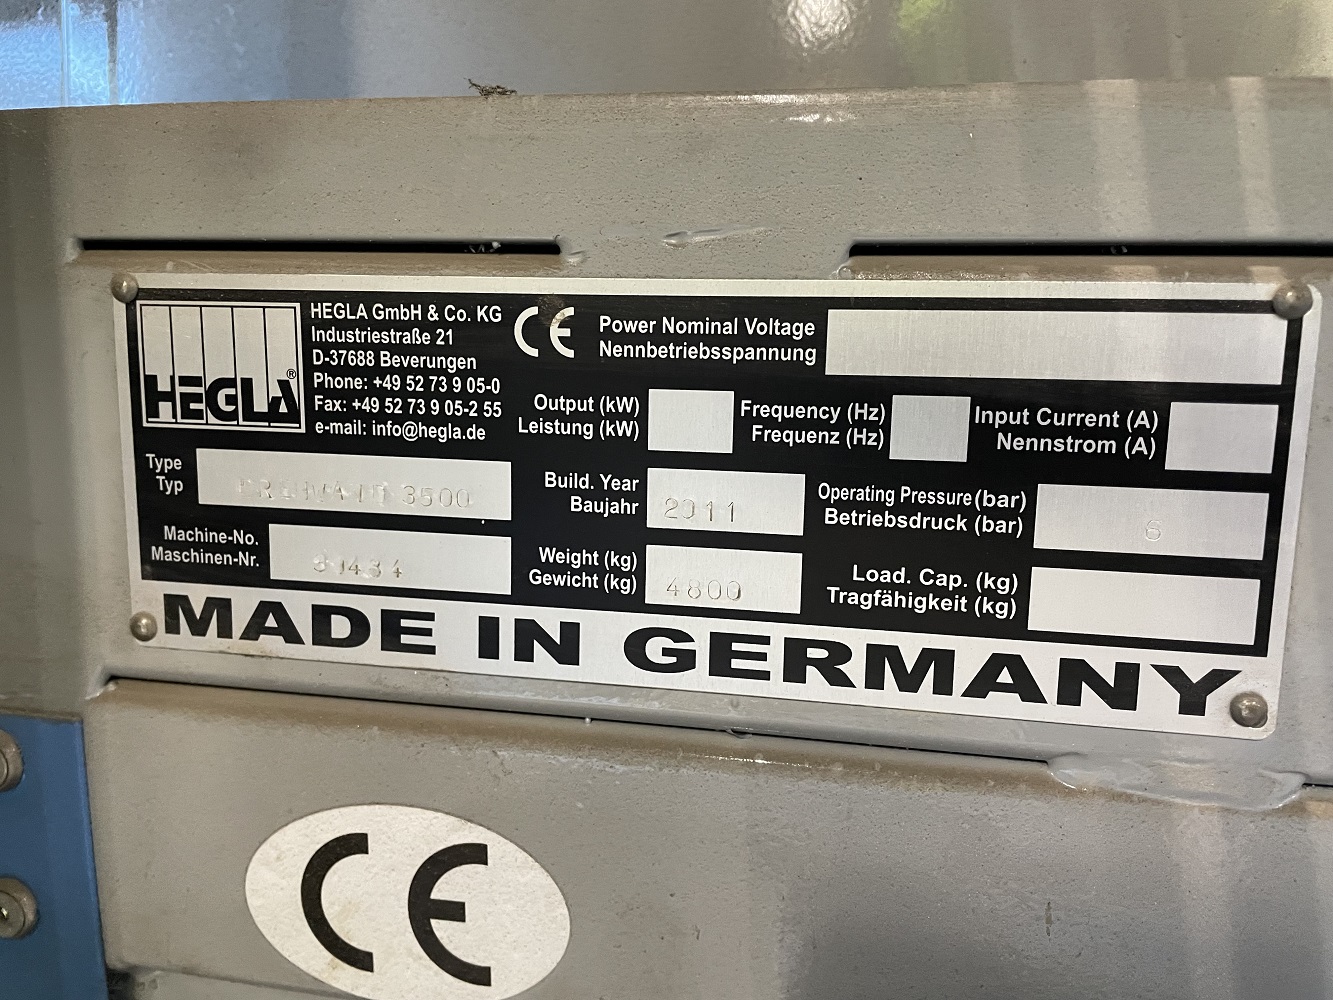 HEGLA®
HEGLA GmbH & Co. KG
Industriestraße 21
D-37688 Beverungen
Phone: +49 52 73 9 05-0
Fax: +49 52 73 9 05-2 55
e-mail: info@hegla.de
CE
Power Nominal Voltage
Nennbetriebsspannung
Output (kW)
Leistung (kW)
Frequency (Hz)
Frequenz (Hz)
Input Current (A)
Nennstrom (A)
Type
Typ
3500
Build. Year
Baujahr
2011
Operating Pressure (bar)
Betriebsdruck (bar)
6
Machine-No.
Maschinen-Nr.
Weight (kg)
Gewicht (kg)
4800
Load. Cap. (kg)
Tragfähigkeit (kg)
MADE IN GERMANY
CE